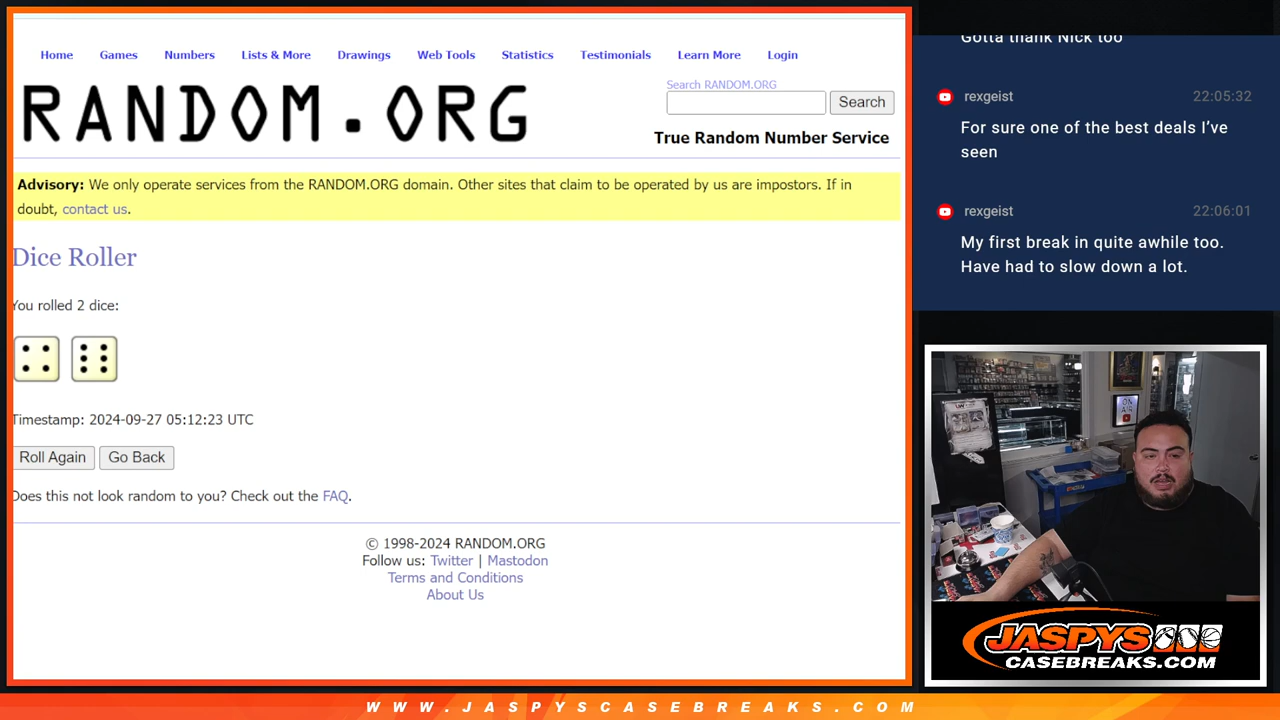 Home Games Numbers Lists & More Drawings Web Tools Statistics Testimonials Learn More Login
RANDOM.ORG
Search RANDOM.ORG
Search
True Random Number Service
Advisory: We only operate services from the RANDOM.ORG domain. Other sites that claim to be operated by us are impostors. If in
doubt, contact us.
Dice Roller
You rolled 2 dice:
Timestamp: 2024-09-27 05:12:23 UTC
Roll Again Go Back
Does this not look random to you? Check out the FAQ.
© 1998-2024 RANDOM.ORG
Follow us: Twitter | Mastodon
Terms and Conditions
About Us
Gotta thank Nick too
rexgeist 22:05:32
For sure one of the best deals I've
seen
rexgeist 22:06:01
My first break in quite awhile too.
Have had to slow down a lot.
ON
AIR
JASPYS
CASEBREAKS.COM
WWW.JASPYSCASEBREAKS.COM